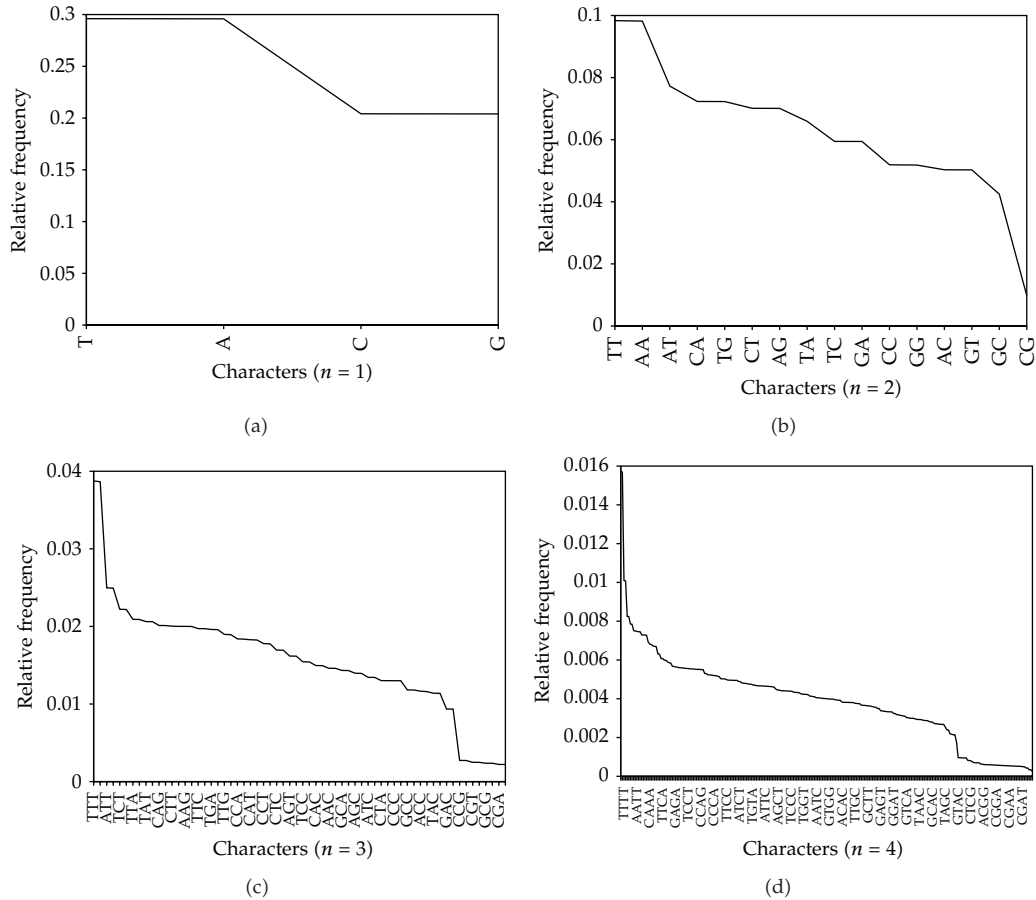 0.3
0.25
0.2
0.15
0.1
0.05
0
Relative frequency
T A C G
Characters (n = 1)
(a)
0.1
0.08
0.06
0.04
0.02
0
Relative frequency
TT AA AT CA TG CT AG TA TC GA CC GG AC GT GC CG
Characters (n = 2)
(b)
0.04
0.03
0.02
0.01
0
Relative frequency
TTT ATT TCT TTA TAT CAG CTT AAG TTC TGA TTG CCA CAT CCT CTC AGT TCC CAC AAC GCA AGC ATC CTA CCC GCC ACC TAC GAC CCG CGT GCG CGA
Characters (n = 3)
(c)
0.016
0.014
0.012
0.01
0.008
0.006
0.004
0.002
0
Relative frequency
TTTT AATT CAAA TTCA GAGA TCCT CCAG CCCA TTCC ATCT TGTA ATTC AGCT TCCC TGGT AATC GTGG ACAC TTGC GCTT GAGT GGAT GTCA TAAC GCAC TAGC GTAC CTCG ACGG CGGA CGAA CGAT
Characters (n = 4)
(d)